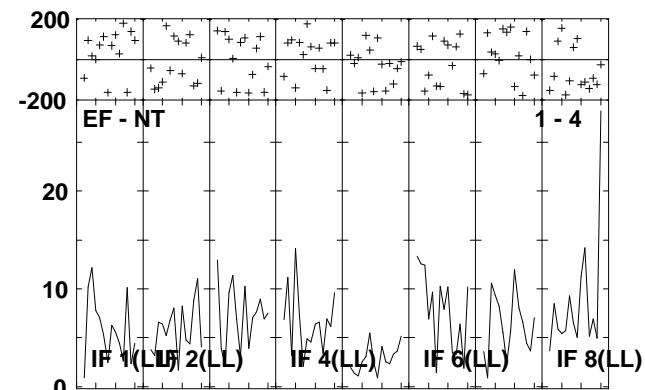 200
-200
EF - NT 1 - 4
20
10
IF 1(LL) IF 2(LL) IF 4(LL) IF 6(LL) IF 8(LL)
0